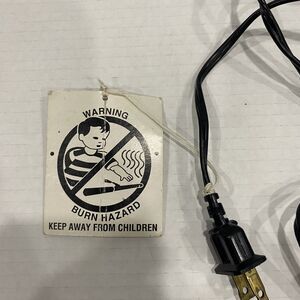 WARNING
BURN HAZARD
KEEP AWAY FROM CHILDREN